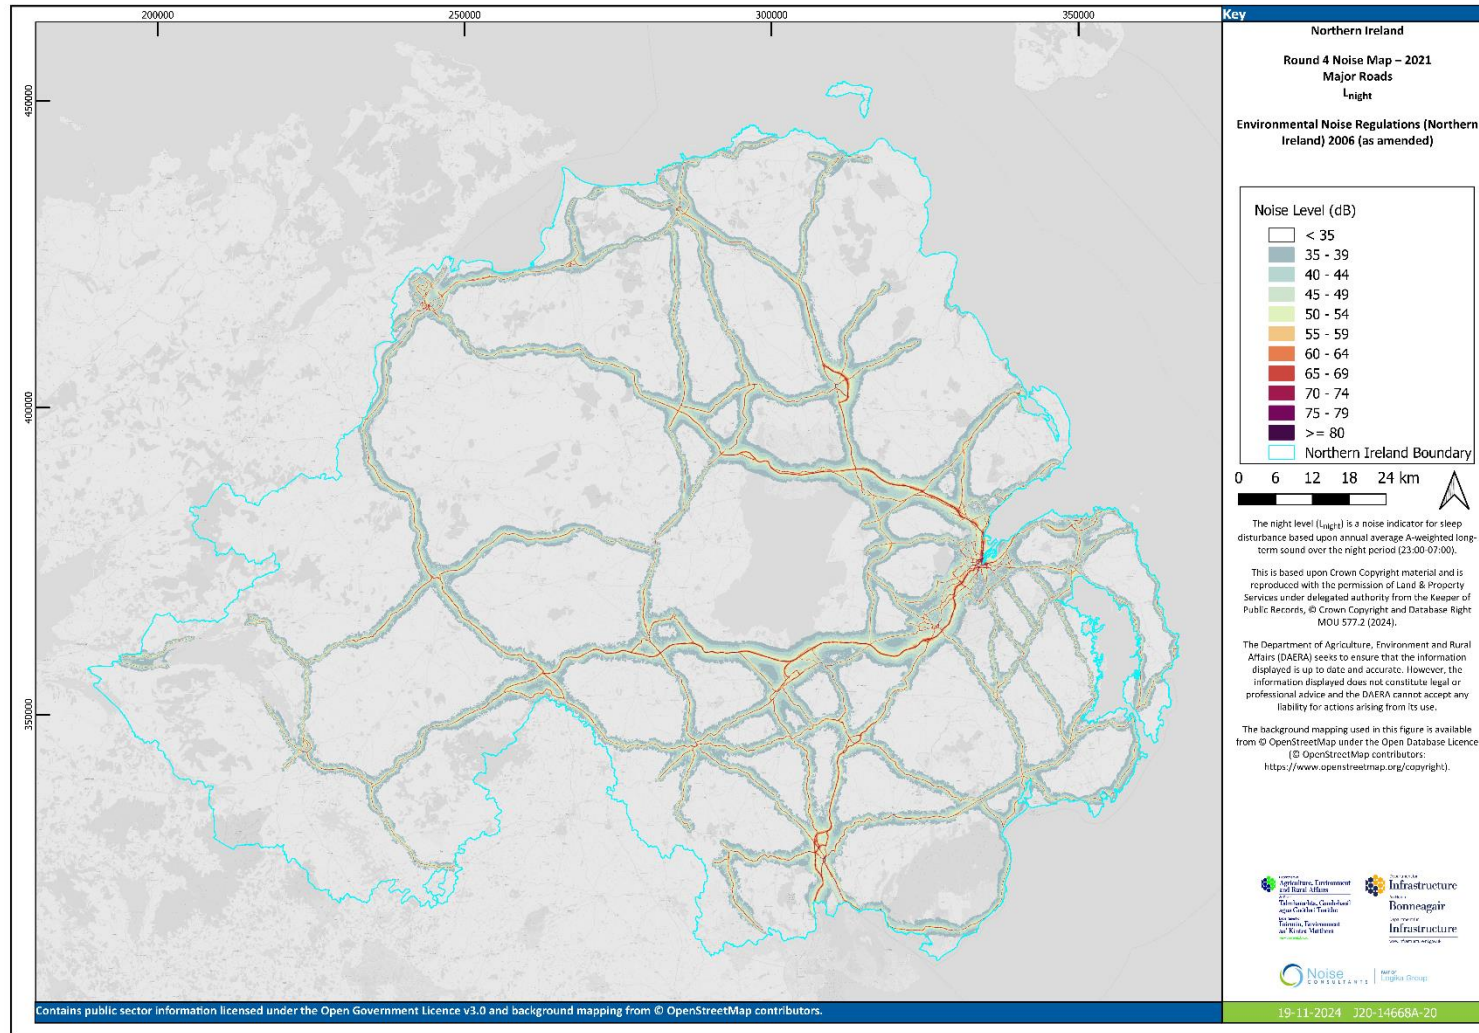 200000
250000
300000
350000
450000
400000
350000
Key
Northern Ireland
Round 4 Noise Map – 2021
Major Roads
Lnight
Environmental Noise Regulations (Northern
Ireland) 2006 (as amended)
Noise Level (dB)
< 35
35 - 39
40 - 44
45 - 49
50 - 54
55 - 59
60 - 64
65 - 69
70 - 74
75 - 79
>= 80
Northern Ireland Boundary
0 6 12 18 24 km
The night level (Lnight) is a noise indicator for sleep
disturbance based upon annual average A-weighted long-
term sound over the night period (23:00-07:00).
This is based upon Crown Copyright material and is
reproduced with the permission of Land & Property
Services under delegated authority from the Keeper of
Public Records, © Crown Copyright and Database Right
MOU 577.2 (2024).
The Department of Agriculture, Environment and Rural
Affairs (DAERA) seeks to ensure that the information
displayed is up to date and accurate. However, the
information displayed does not constitute legal or
professional advice and the DAERA cannot accept any
liability for actions arising from its use.
The background mapping used in this figure is available
from © OpenStreetMap under the Open Database Licence
(© OpenStreetMap contributors:
https://www.openstreetmap.org/copyright).
Agriculture, Environment
and Rural Affairs
Infrastructure
Bonneagair
Infrastructure
Noise
CONSULTANTS
PART OF
Logika Group
Contains public sector information licensed under the Open Government Licence v3.0 and background mapping from © OpenStreetMap contributors.
19-11-2024 J20-14668A-20